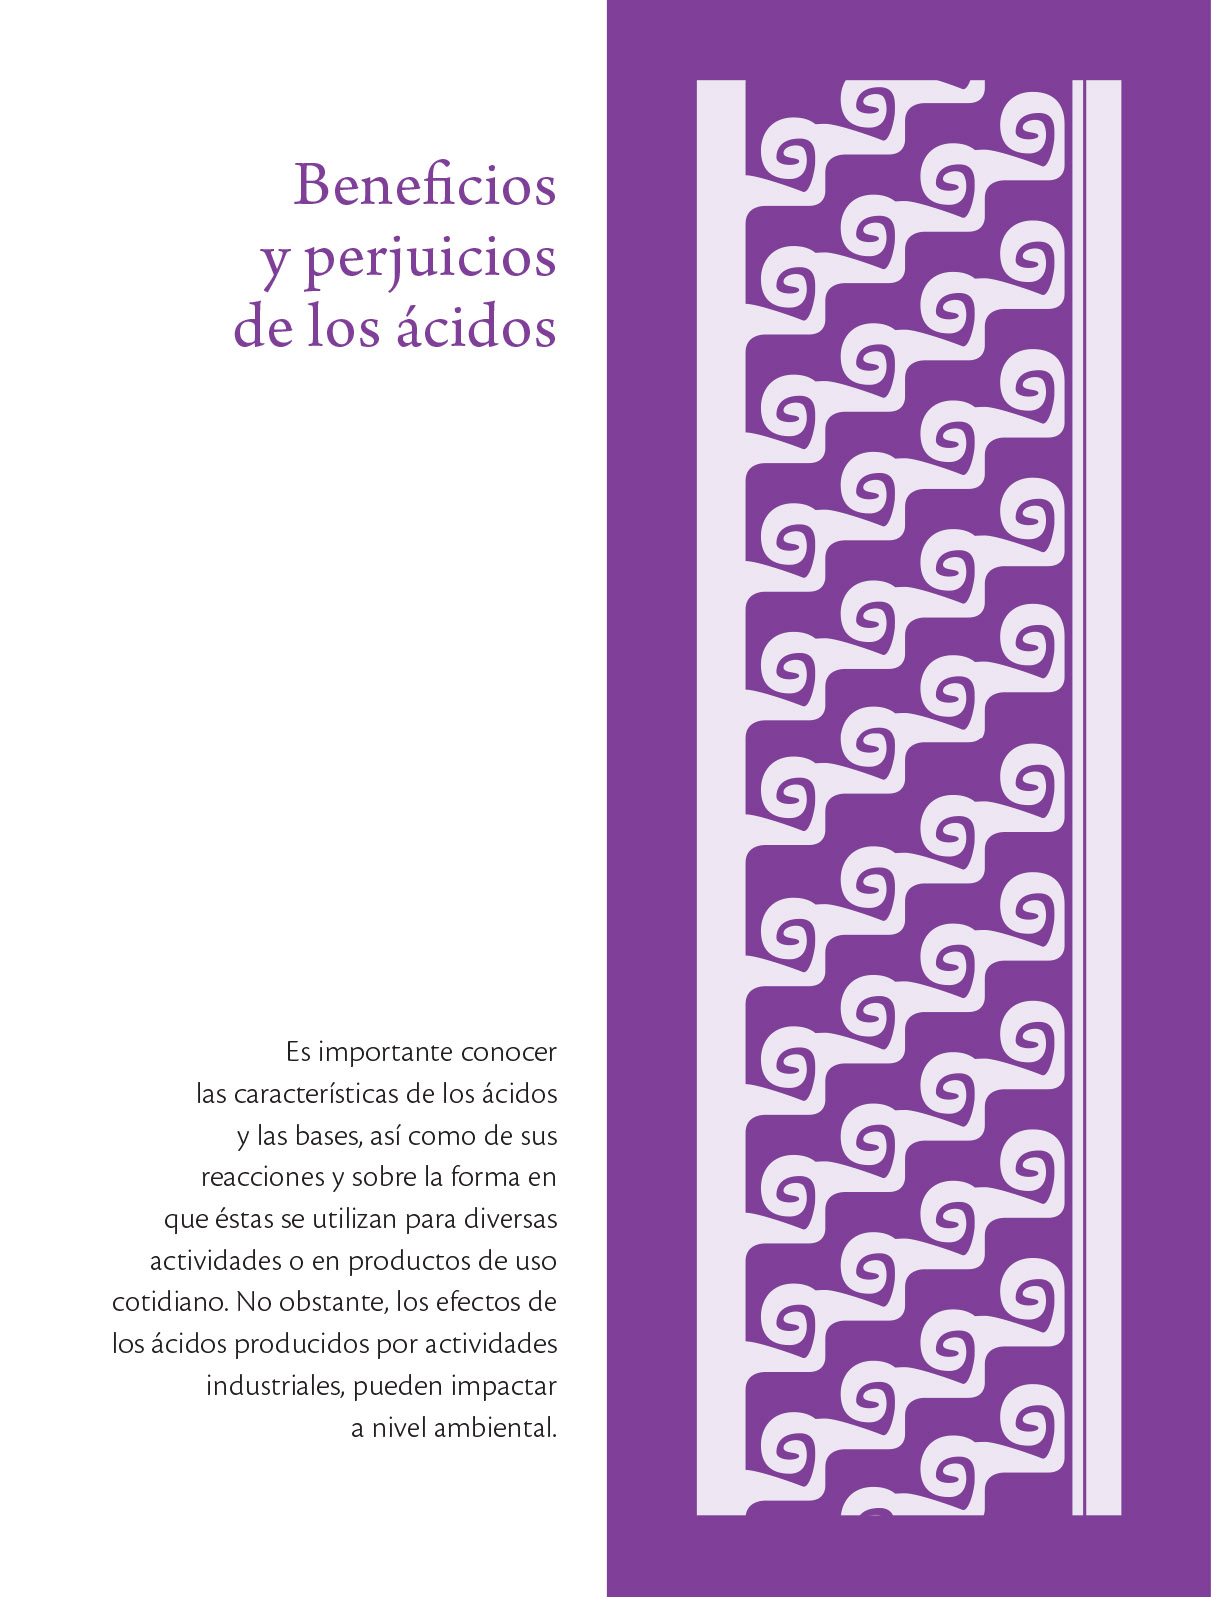 Beneficios
y perjuicios
de los ácidos
Es importante conocer
las características de los ácidos
y las bases, así como de sus
reacciones y sobre la forma en
que éstas se utilizan para diversas
actividades o en productos de uso
cotidiano. No obstante, los efectos de
los ácidos producidos por actividades
industriales, pueden impactar
a nivel ambiental.